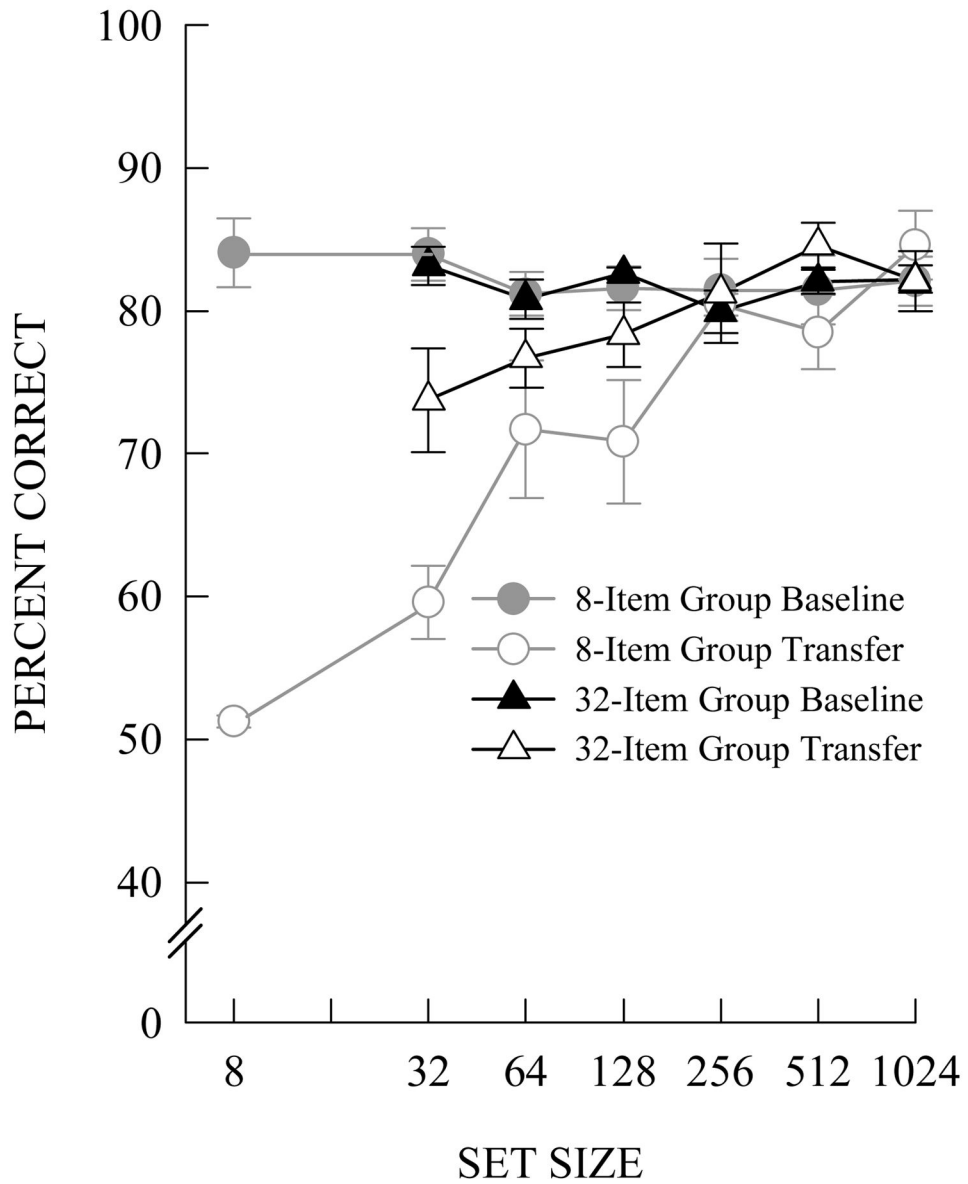 100
90
80
70
60
50
40
0
PERCENT CORRECT
8-Item Group Baseline
8-Item Group Transfer
32-Item Group Baseline
32-Item Group Transfer
8 32 64 128 256 512 1024
SET SIZE